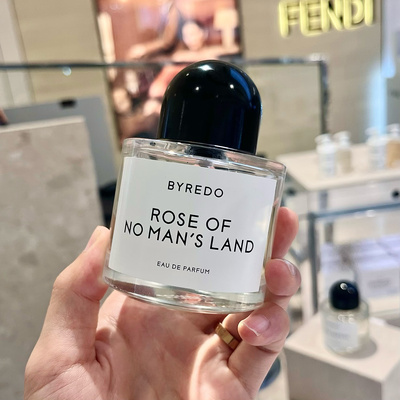 FENDI
BYREDO
ROSE OF
NO MAN'S LAND
EAU DE PARFUM